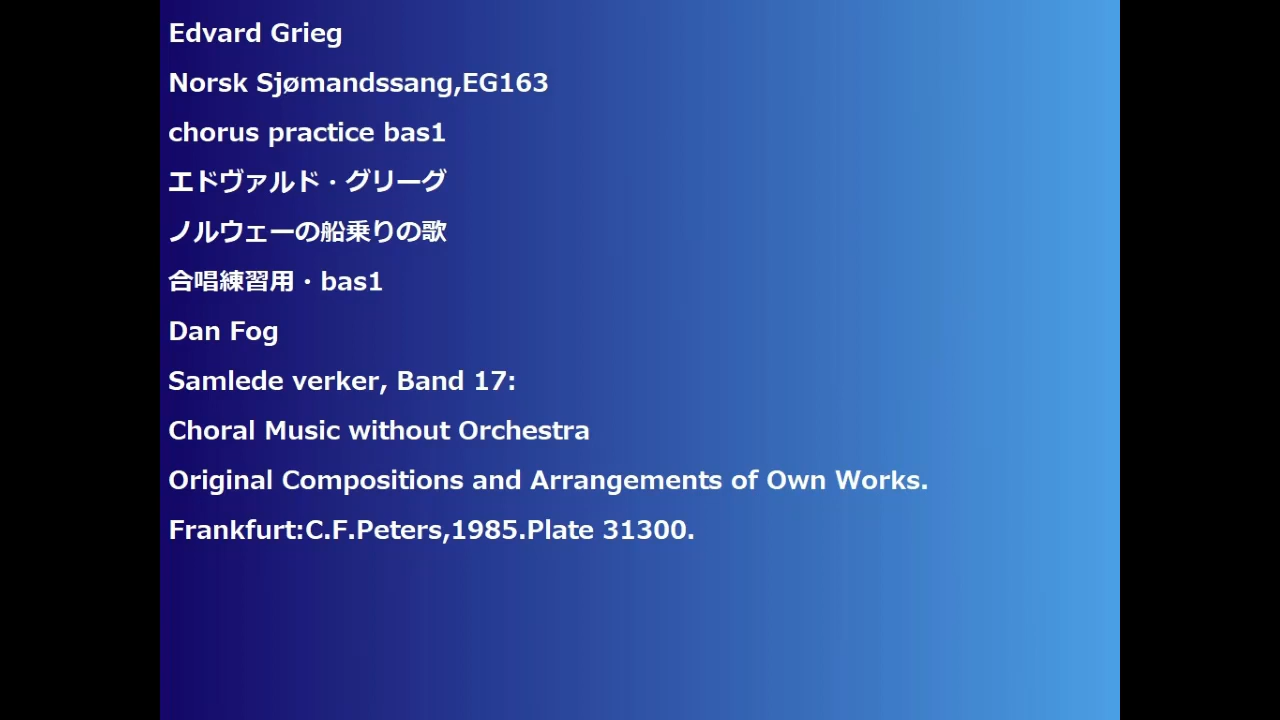 Edvard Grieg
Norsk Sjømandssang,EG163
chorus practice bas1
エドヴァルド・グリーグ
ノルウェーの船乗りの歌
合唱練習用・bas1
Dan Fog
Samlede verker, Band 17:
Choral Music without Orchestra
Original Compositions and Arrangements of Own Works.
Frankfurt:C.F.Peters,1985.Plate 31300.